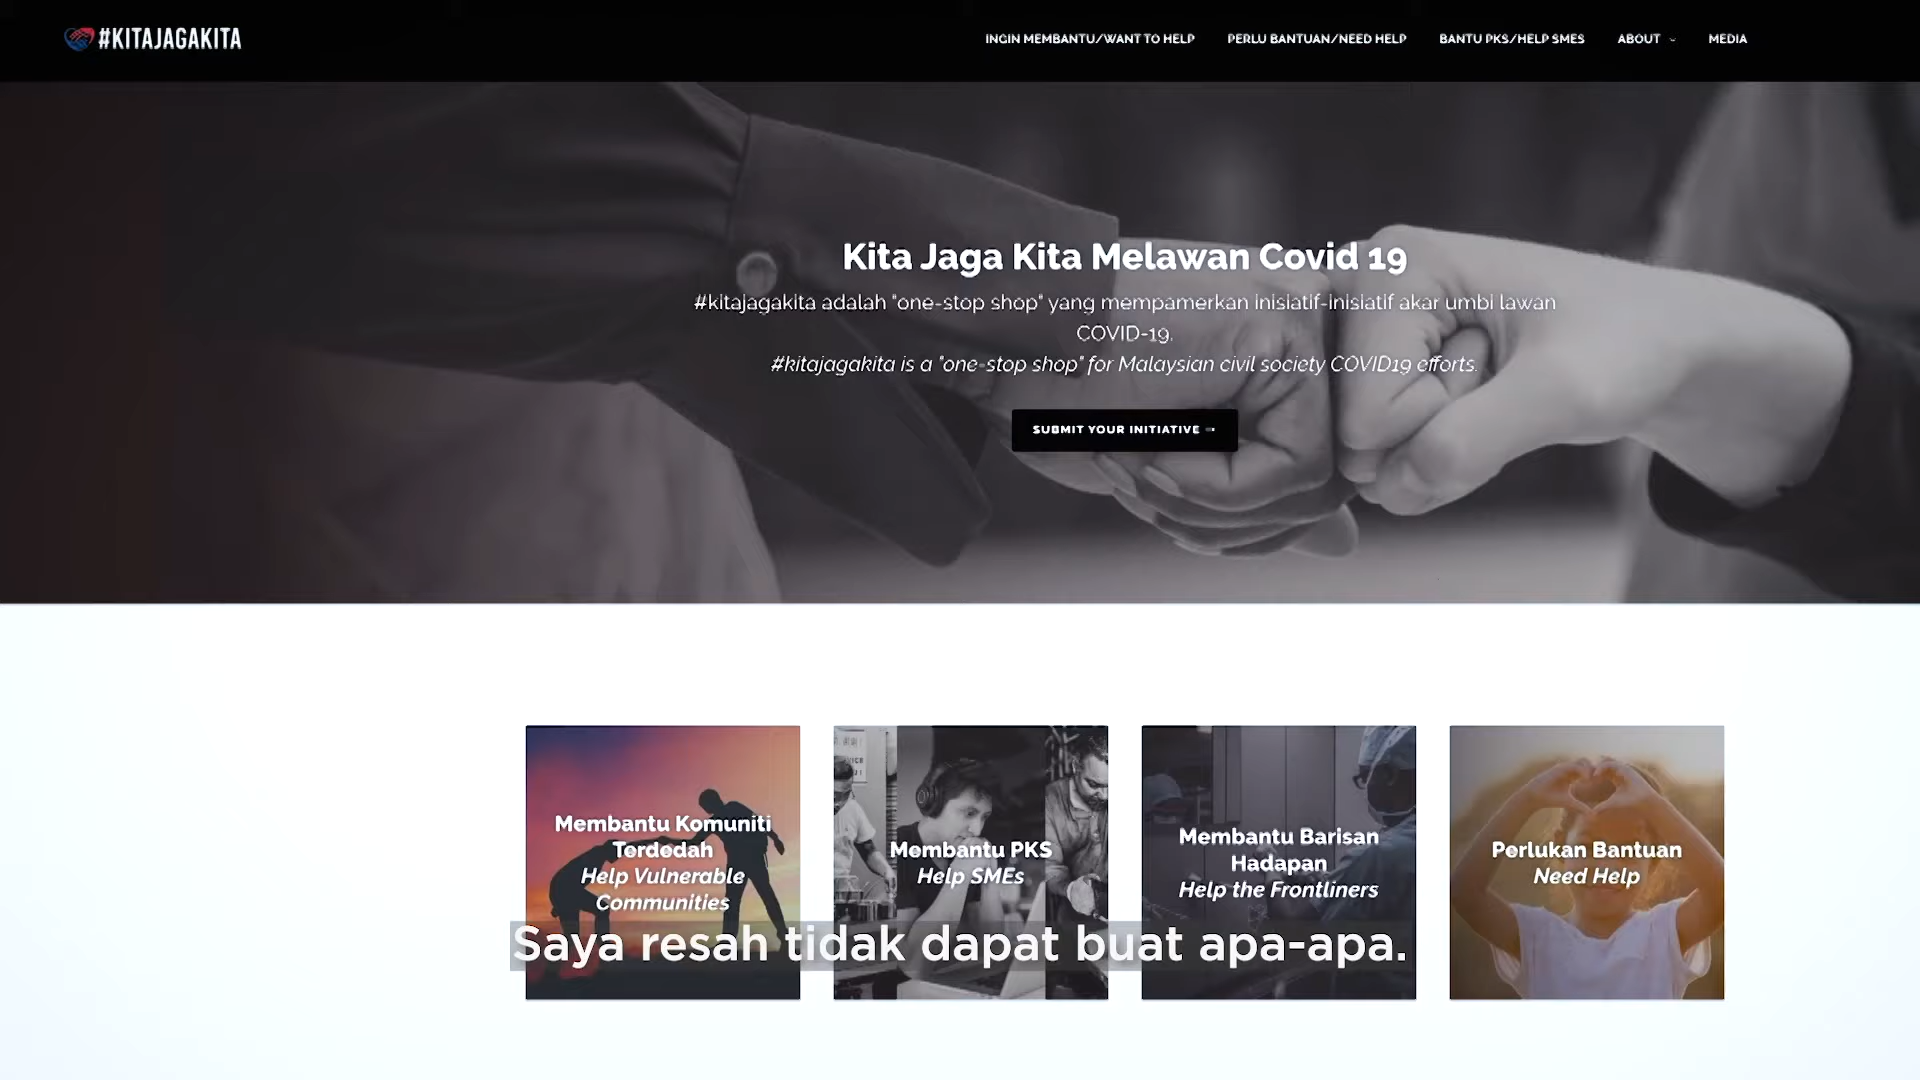 #KITAJAGAKITA
INGIN MEMBANTU/WANT TO HELP
PERLU BANTUAN/NEED HELP
BANTU PKS/HELP SMES
ABOUT
MEDIA
Kita Jaga Kita Melawan Covid 19
#kitajagakita adalah "one-stop shop" yang mempamerkan inisiatif-inisiatif akar umbi lawan
COVID-19.
#kitajagakita is a "one-stop shop" for Malaysian civil society COVID19 efforts.
SUBMIT YOUR INITIATIVE
Membantu Komuniti
Terdedah
Help Vulnerable
Communities
Membantu PKS
Help SMEs
Membantu Barisan
Hadapan
Help the Frontliners
Perlukan Bantuan
Need Help
Saya resah tidak dapat buat apa-apa.